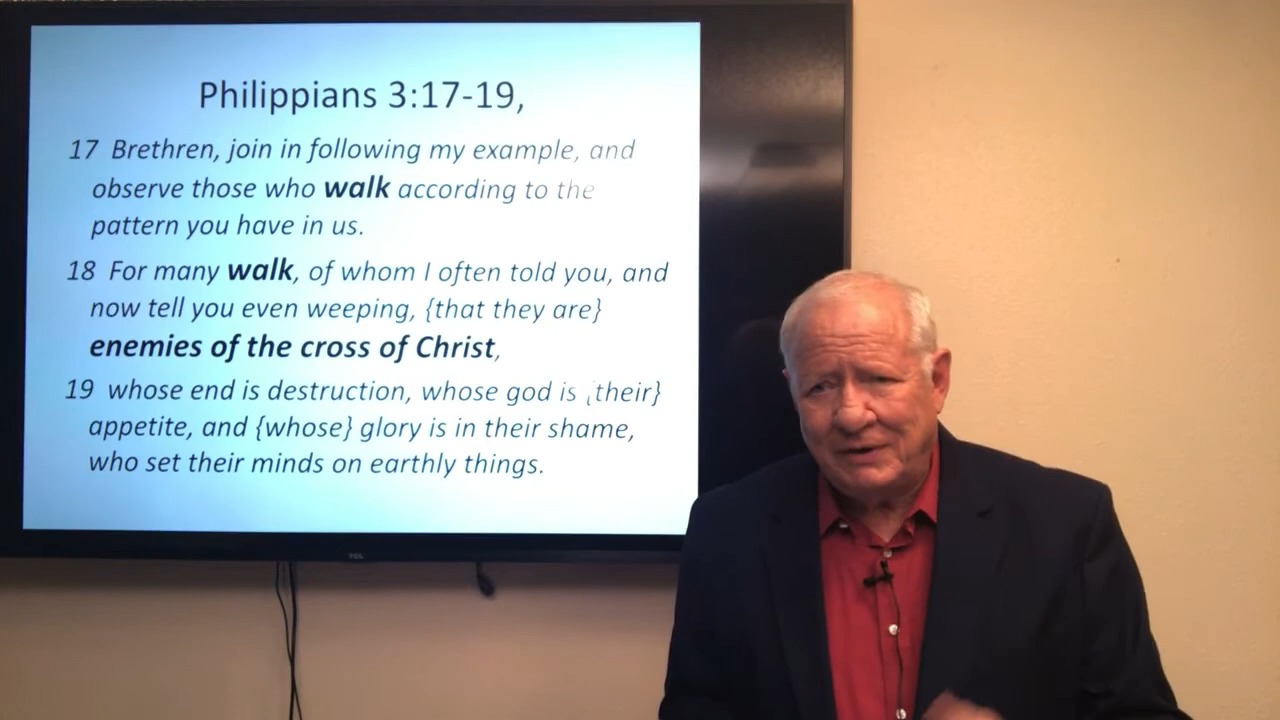 Philippians 3:17-19,
17 Brethren, join in following my example, and
observe those who walk according to the
pattern you have in us.
18 For many walk, of whom I often told you, and
now tell you even weeping, {that they are}
enemies of the cross of Christ,
19 whose end is destruction, whose god is {their}
appetite, and {whose} glory is in their shame,
who set their minds on earthly things.
TCL